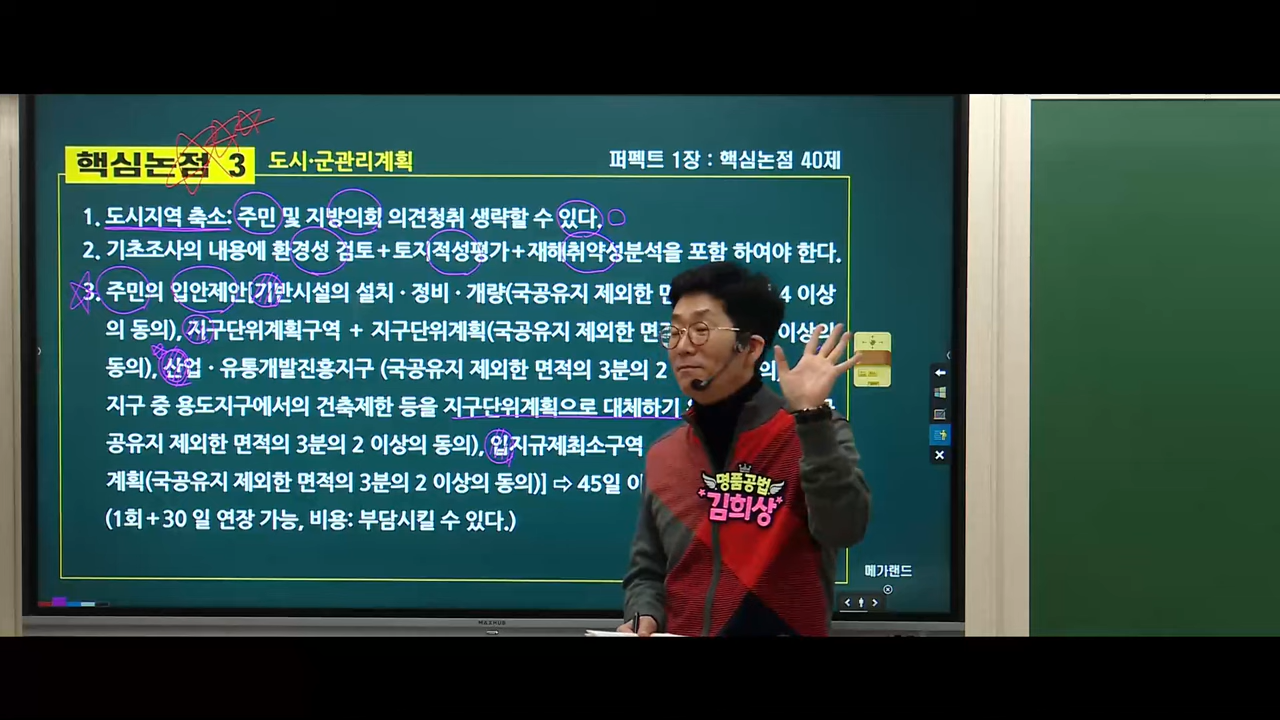 핵심논점 3 도시·군관리계획 퍼펙트 1장 : 핵심논점 40제
1. 도시지역 축소: 주민 및 지방의회 의견청취 생략할 수 있다.
2. 기초조사의 내용에 환경성 검토+토지적성평가+재해취약성분석을 포함 하여야 한다.
3. 주민의 입안제안[기반시설의 설치·정비·개량(국공유지 제외한 면 4 이상
의 동의), 지구단위계획구역 + 지구단위계획(국공유지 제외한 면 이상의
동의), 산업·유통개발진흥지구 (국공유지 제외한 면적의 3분의 2
지구 중 용도지구에서의 건축제한 등을 지구단위계획으로 대체하기
공유지 제외한 면적의 3분의 2 이상의 동의), 입지규제최소구역
계획(국공유지 제외한 면적의 3분의 2 이상의 동의)] ⇨ 45일 이
(1회+30 일 연장 가능, 비용: 부담시킬 수 있다.)
명품공법
김희상
메가랜드
MAXHUB